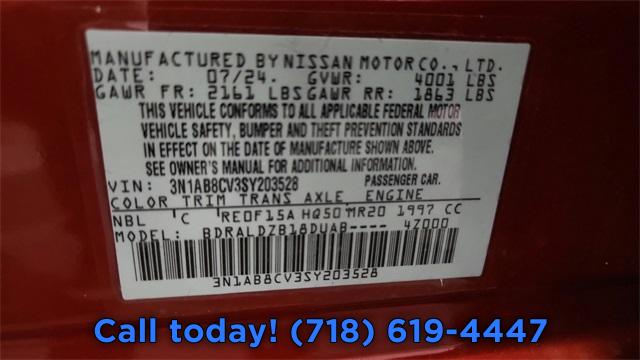 MANUFACTURED BY NISSAN MOTOR CO., LTD.
DATE: 07/24. GVWR: 4001 LBS
GAWR FR: 2161 LBS GAWR RR: 1863 LBS
THIS VEHICLE CONFORMS TO ALL APPLICABLE FEDERAL MOTOR
VEHICLE SAFETY, BUMPER AND THEFT PREVENTION STANDARDS
IN EFFECT ON THE DATE OF MANUFACTURE SHOWN ABOVE.
SEE OWNER'S MANUAL FOR ADDITIONAL INFORMATION.
VIN: 3N1AB8CV3SY203528 PASSENGER CAR.
COLOR TRIM TRANS AXLE ENGINE
NBL C RE0F15A HQ50 MR20 1997 CC
MODEL: BDRALDZB18DUAB---- 4Z000
3N1AB8CV3SY203528
Call today! (718) 619-4447